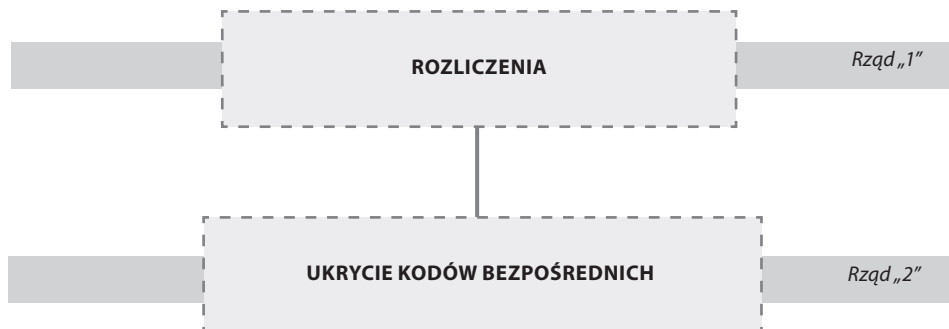 ROZLICZENIA
Rząd „1”
UKRYCIE KODÓW BEZPOŚREDNICH
Rząd „2”